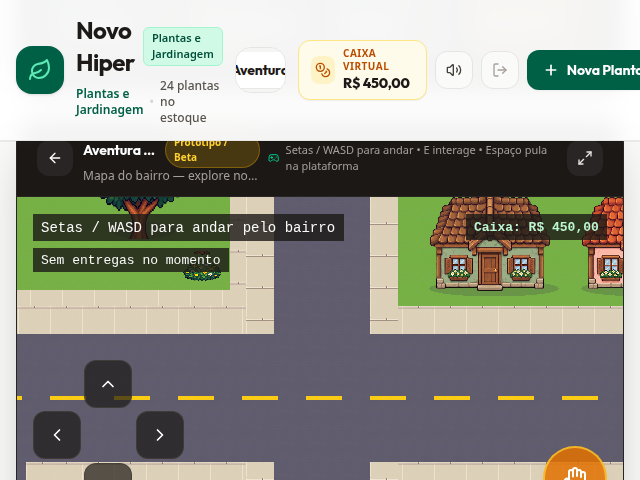 Novo
Hiper
Plantas e
Jardinagem
Plantas e
Jardinagem
24 plantas
no
estoque
Aventura
CAIXA
VIRTUAL
R$ 450,00
Nova Planta
Aventura ...
Protótipo /
Beta
Mapa do bairro — explore no...
Setas / WASD para andar • E interage • Espaço pula
na plataforma
Setas / WASD para andar pelo bairro
Caixa: R$ 450,00
Sem entregas no momento